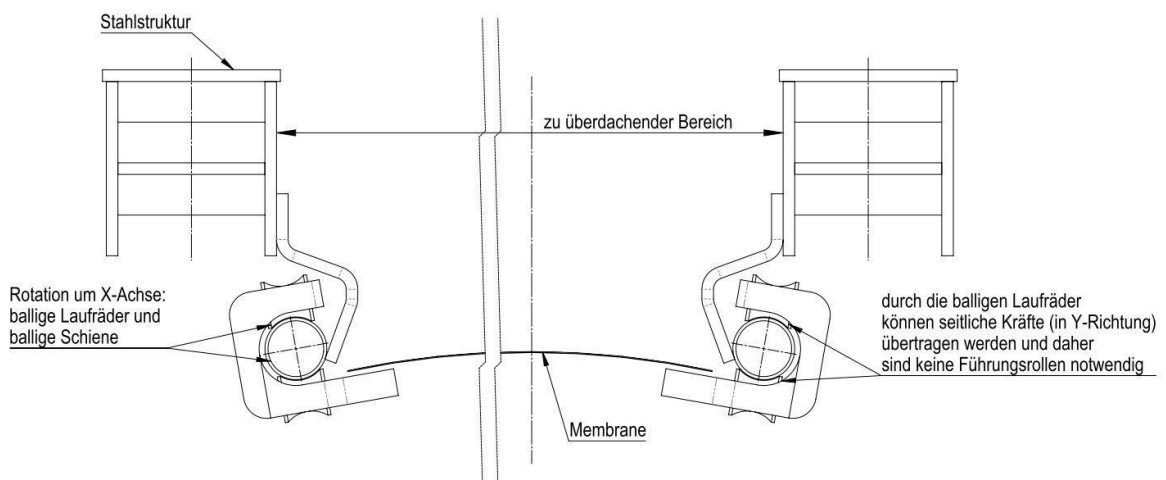 Stahlstruktur
zu überdachender Bereich
Rotation um X-Achse:
ballige Laufräder und
ballige Schiene
durch die balligen Laufräder
können seitliche Kräfte (in Y-Richtung)
übertragen werden und daher
sind keine Führungsrollen notwendig
Membrane